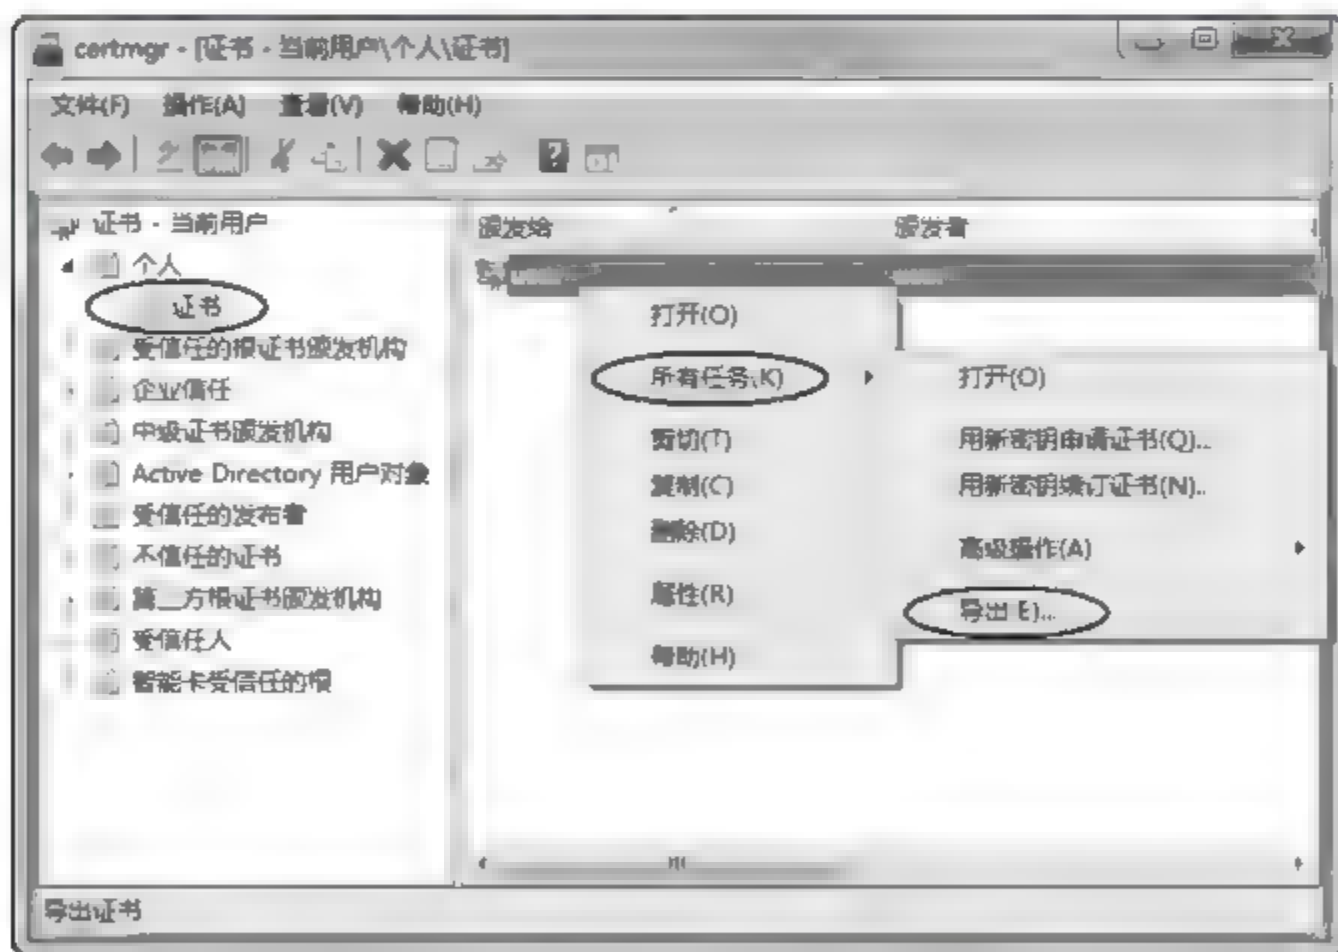 certmgr - [证书 - 当前用户\个人\证书]
文件(F) 操作(A) 查看(V) 帮助(H)
证书 - 当前用户
个人
证书
受信任的根证书颁发机构
企业信任
中级证书颁发机构
Active Directory 用户对象
受信任的发布者
不信任的证书
第三方根证书颁发机构
受信任人
智能卡受信任的根
颁发给 颁发者
打开(O)
所有任务(K)
剪切(T)
复制(C)
删除(D)
属性(R)
帮助(H)
打开(O)
用新密钥申请证书(Q)...
用新密钥续订证书(N)...
高级操作(A)
导出(E)...
导出证书